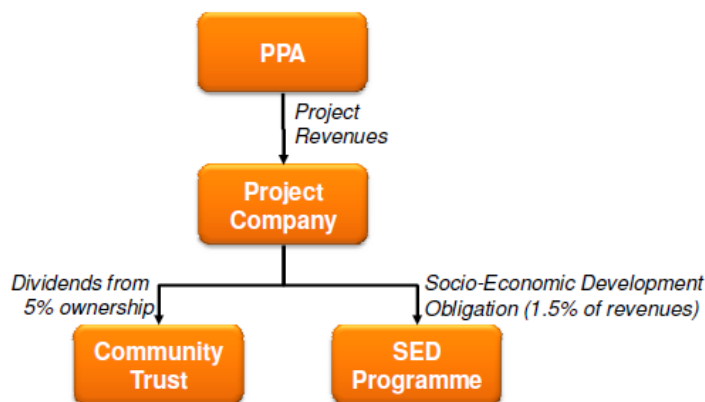 PPA
Project
Revenues
Project
Company
Dividends from
5% ownership
Socio-Economic Development
Obligation (1.5% of revenues)
Community
Trust
SED
Programme